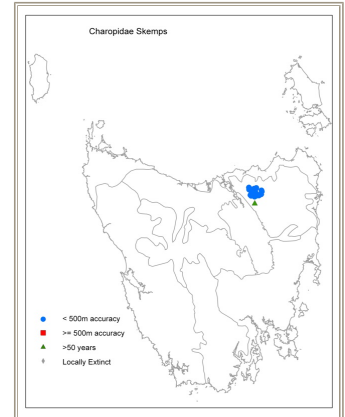 Charopidae Skemps
< 500m accuracy
>= 500m accuracy
>50 years
Locally Extinct